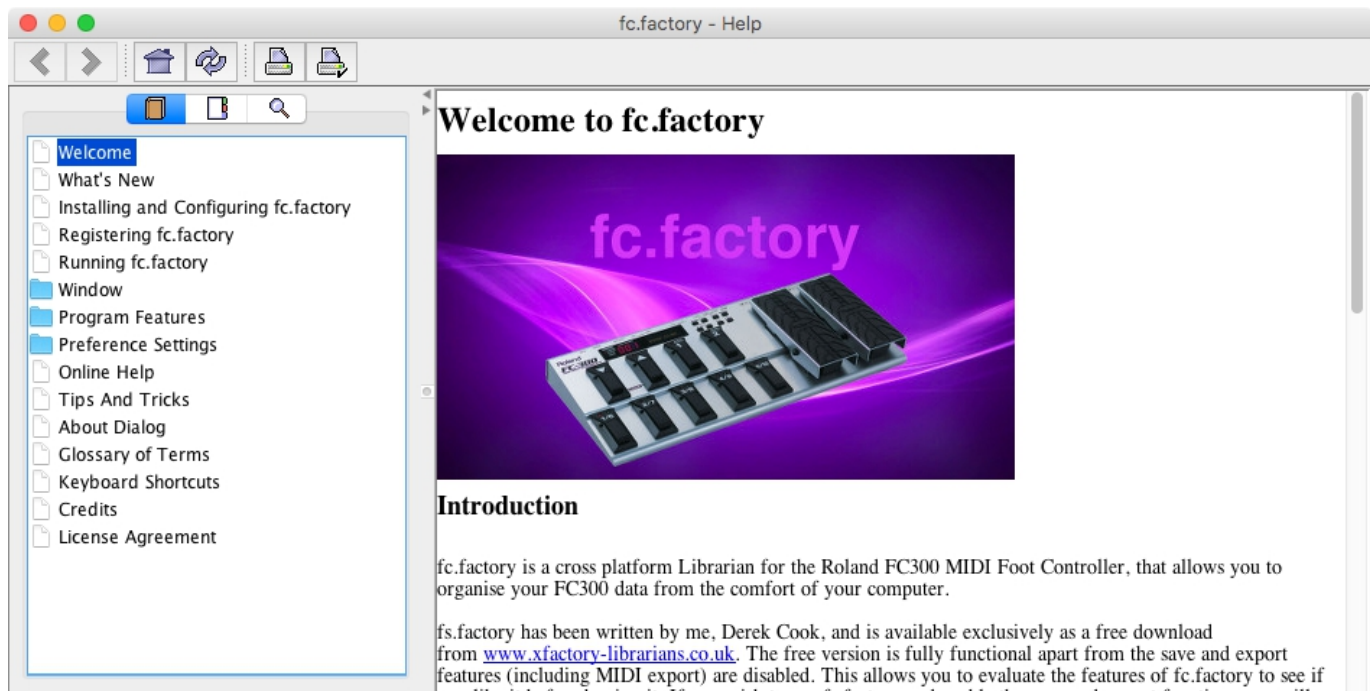 fc.factory - Help
Welcome
What's New
Installing and Configuring fc.factory
Registering fc.factory
Running fc.factory
Window
Program Features
Preference Settings
Online Help
Tips And Tricks
About Dialog
Glossary of Terms
Keyboard Shortcuts
Credits
License Agreement
Welcome to fc.factory
fc.factory
Roland
FC-300
Introduction
fc.factory is a cross platform Librarian for the Roland FC300 MIDI Foot Controller, that allows you to
organise your FC300 data from the comfort of your computer.
fs.factory has been written by me, Derek Cook, and is available exclusively as a free download
from www.xfactory-librarians.co.uk. The free version is fully functional apart from the save and export
features (including MIDI export) are disabled. This allows you to evaluate the features of fc.factory to see if